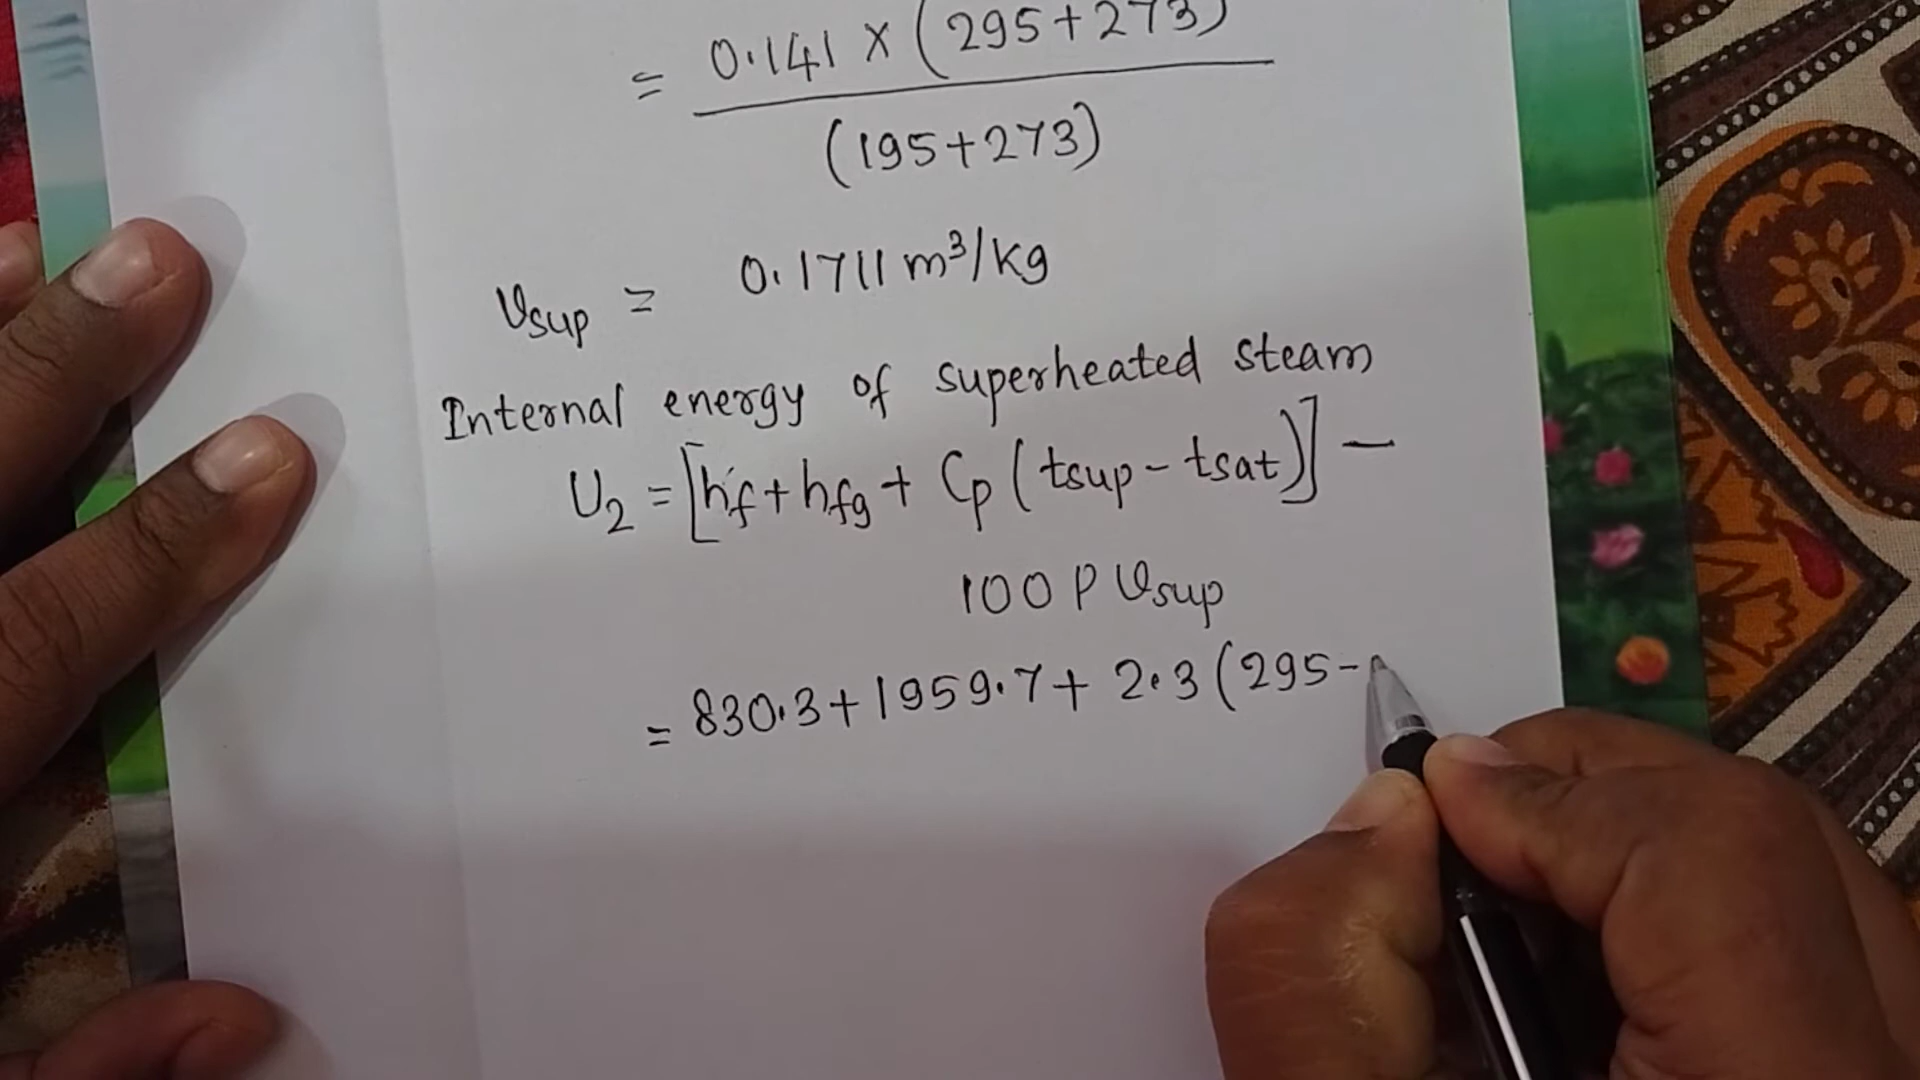 = 0.141 × (295+273)
(195+273)
vsup = 0.1711 m³/kg
Internal energy of superheated steam
U₂ = [hf + hfg + Cp (tsup - tsat)] -
100 P vsup
= 830.3 + 1959.7 + 2.3 (295 -